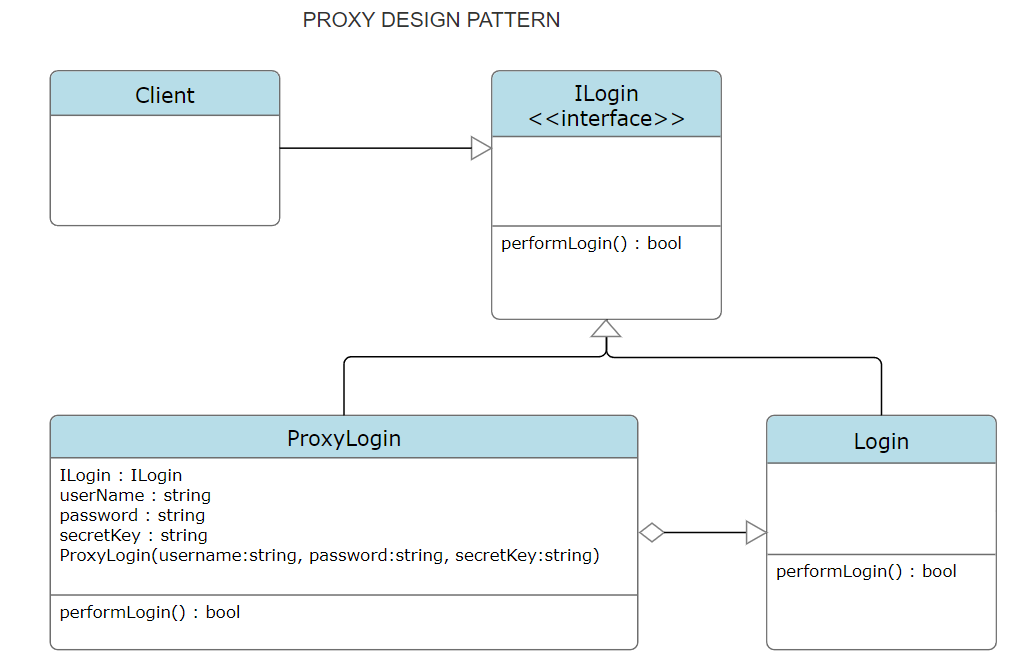 PROXY DESIGN PATTERN
Client
ILogin
<<interface>>
performLogin() : bool
ProxyLogin
ILogin : ILogin
userName : string
password : string
secretKey : string
ProxyLogin(username:string, password:string, secretKey:string)
performLogin() : bool
Login
performLogin() : bool